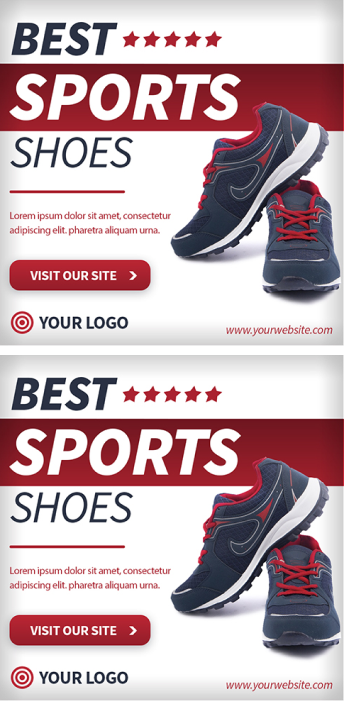 BEST
SPORTS
SHOES
Lorem ipsum dolor sit amet, consectetur
adipiscing elit. pharetra aliquam urna.
VISIT OUR SITE
YOUR LOGO
www.yourwebsite.com
BEST
SPORTS
SHOES
Lorem ipsum dolor sit amet, consectetur
adipiscing elit. pharetra aliquam urna.
VISIT OUR SITE
YOUR LOGO
www.yourwebsite.com